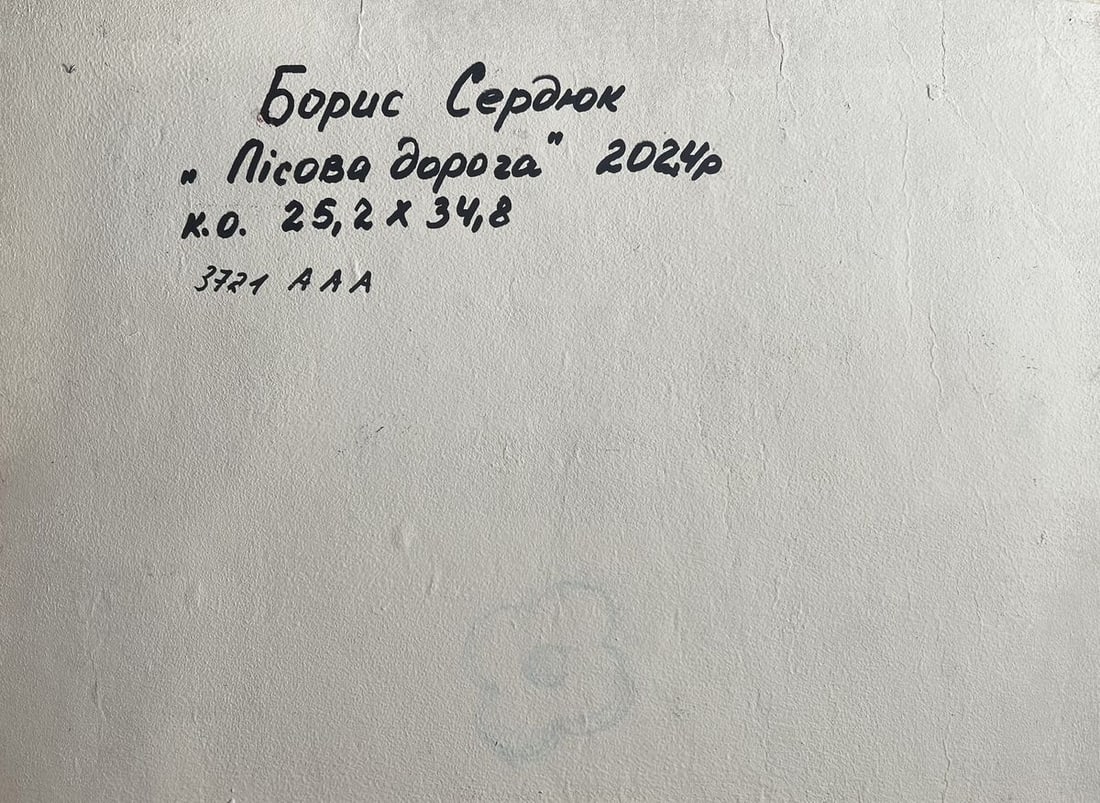 Борис Сердюк
„Лісова дорога" 2024р
к.о. 25,2 х 34,8
3721 ААА